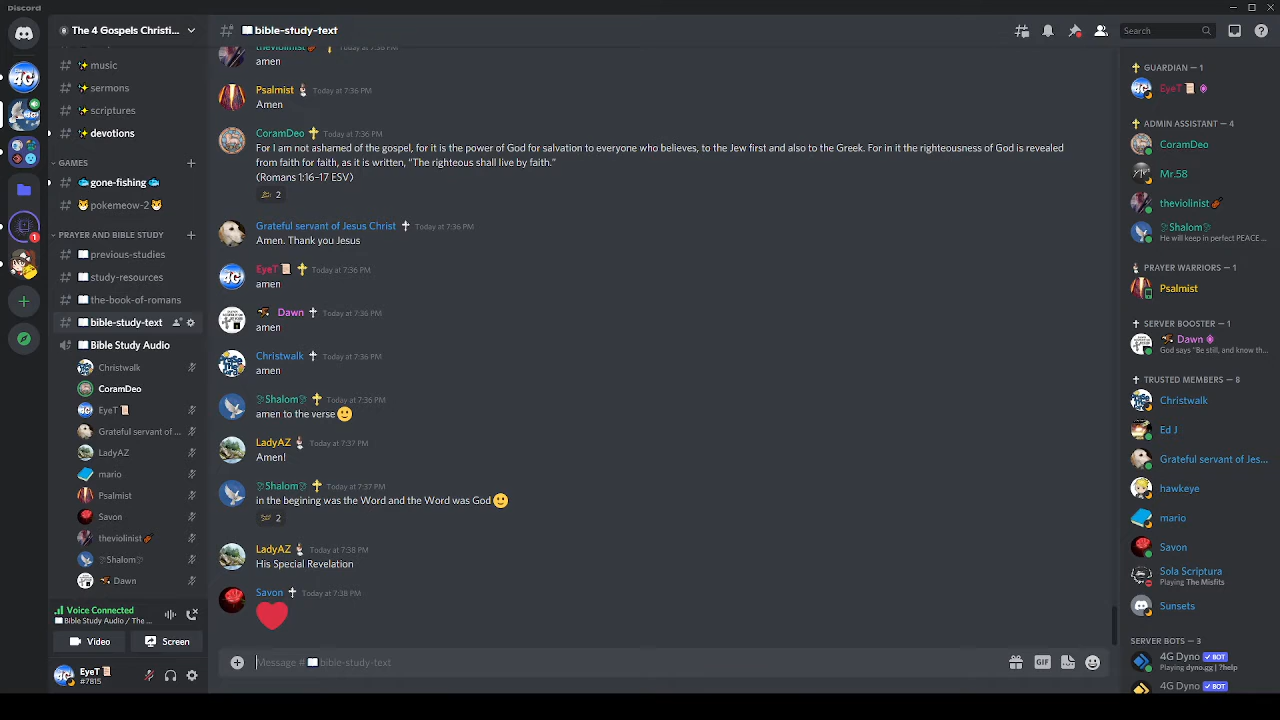 Discord
The 4 Gospels Christi...
bible-study-text
Search
music
sermons
scriptures
devotions
GAMES
gone-fishing
pokemeow-2
PRAYER AND BIBLE STUDY
previous-studies
study-resources
the-book-of-romans
bible-study-text
Bible Study Audio
Christwalk
CoramDeo
EyeT
Grateful servant of ...
LadyAZ
mario
Psalmist
Savon
theviolinist
Shalom
Dawn
Voice Connected
Bible Study Audio / The ...
Video
Screen
EyeT
#7815
theviolinist Today at 7:36 PM
amen
Psalmist Today at 7:36 PM
Amen
CoramDeo Today at 7:36 PM
For I am not ashamed of the gospel, for it is the power of God for salvation to everyone who believes, to the Jew first and also to the Greek. For in it the righteousness of God is revealed
from faith for faith, as it is written, “The righteous shall live by faith.”
(Romans 1:16–17 ESV)
2
Grateful servant of Jesus Christ Today at 7:36 PM
Amen. Thank you Jesus
EyeT Today at 7:36 PM
amen
Dawn Today at 7:36 PM
amen
Christwalk Today at 7:36 PM
amen
Shalom Today at 7:36 PM
amen to the verse
LadyAZ Today at 7:37 PM
Amen!
Shalom Today at 7:37 PM
in the begining was the Word and the Word was God
2
LadyAZ Today at 7:38 PM
His Special Revelation
Savon Today at 7:38 PM
Message # bible-study-text
GIF
GUARDIAN — 1
EyeT
ADMIN ASSISTANT — 4
CoramDeo
Mr.58
theviolinist
Shalom
He will keep in perfect PEACE ...
PRAYER WARRIORS — 1
Psalmist
SERVER BOOSTER — 1
Dawn
God says "Be still, and know th...
TRUSTED MEMBERS — 8
Christwalk
Ed J
Grateful servant of Jes...
hawkeye
mario
Savon
Sola Scriptura
Playing The Misfits
Sunsets
SERVER BOTS — 3
4G Dyno BOT
Playing dyno.gg | ?help
4G Dyno BOT